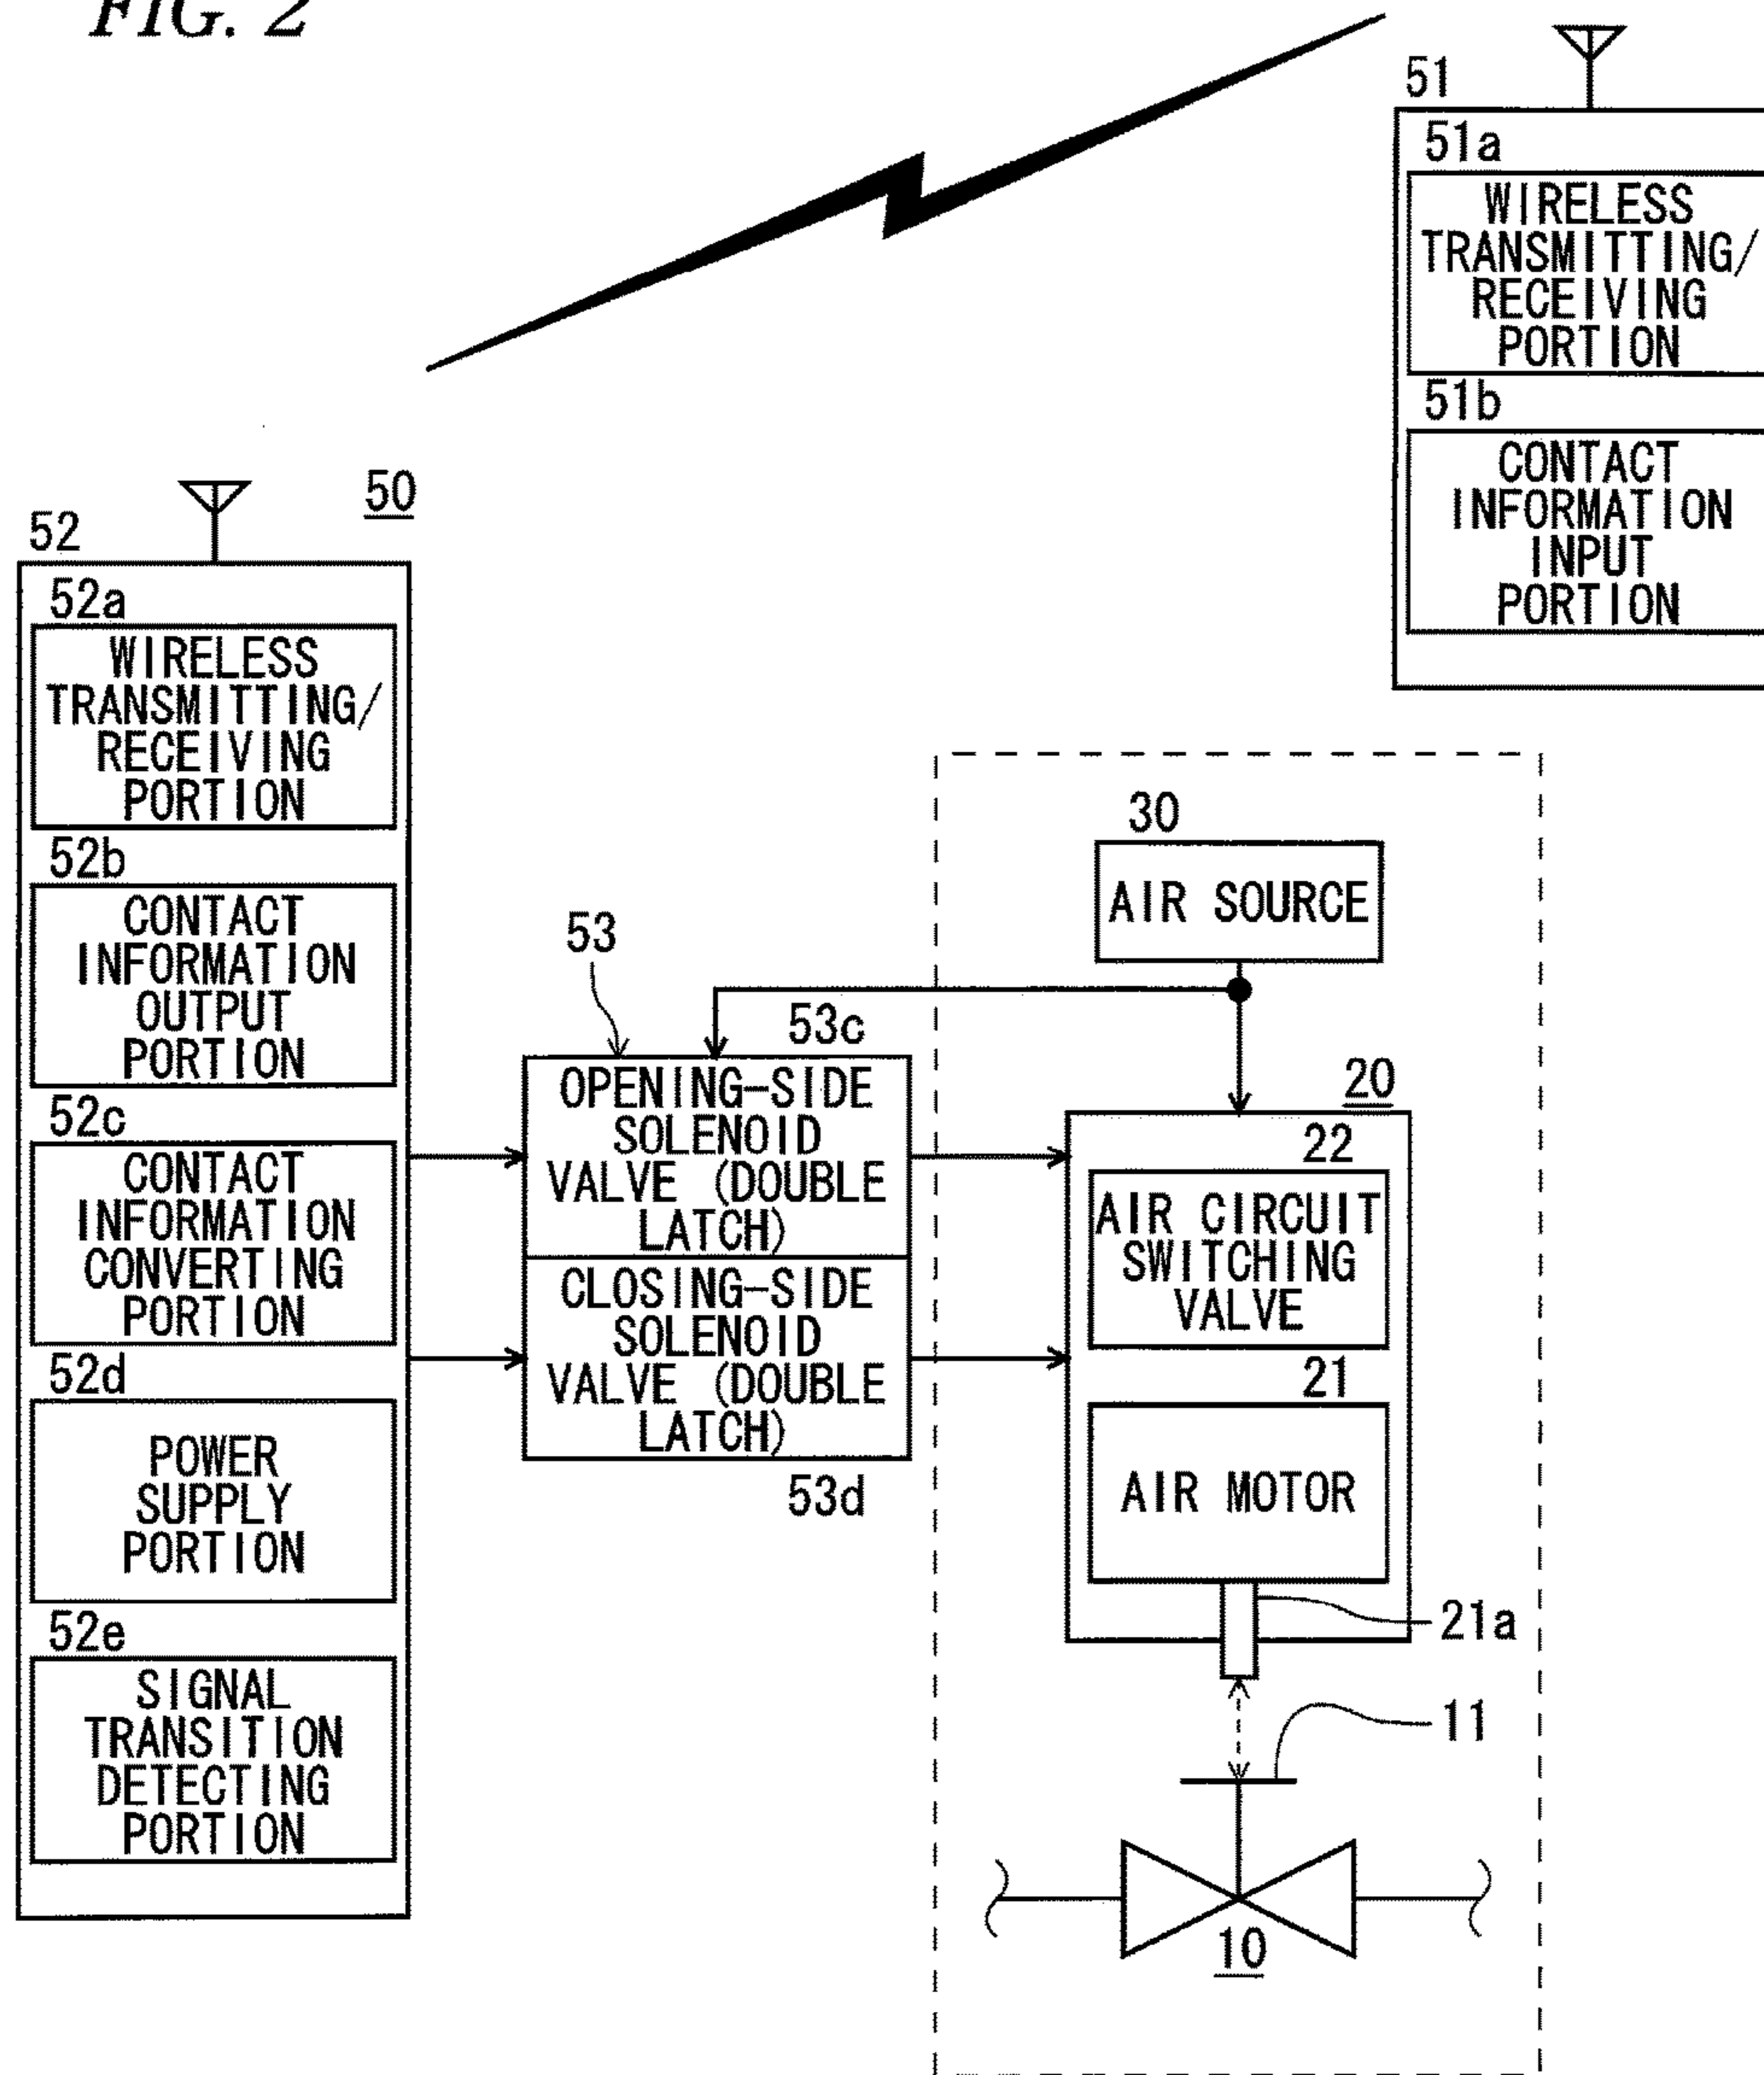 FIG. 2
51
51a
WIRELESS
TRANSMITTING/
RECEIVING
PORTION
51b
CONTACT
INFORMATION
INPUT
PORTION
50
52
52a
WIRELESS
TRANSMITTING/
RECEIVING
PORTION
52b
CONTACT
INFORMATION
OUTPUT
PORTION
52c
CONTACT
INFORMATION
CONVERTING
PORTION
52d
POWER
SUPPLY
PORTION
52e
SIGNAL
TRANSITION
DETECTING
PORTION
53
53c
OPENING-SIDE
SOLENOID
VALVE (DOUBLE
LATCH)
CLOSING-SIDE
SOLENOID
VALVE (DOUBLE
LATCH)
53d
30
AIR SOURCE
20
22
AIR CIRCUIT
SWITCHING
VALVE
21
AIR MOTOR
21a
11
10